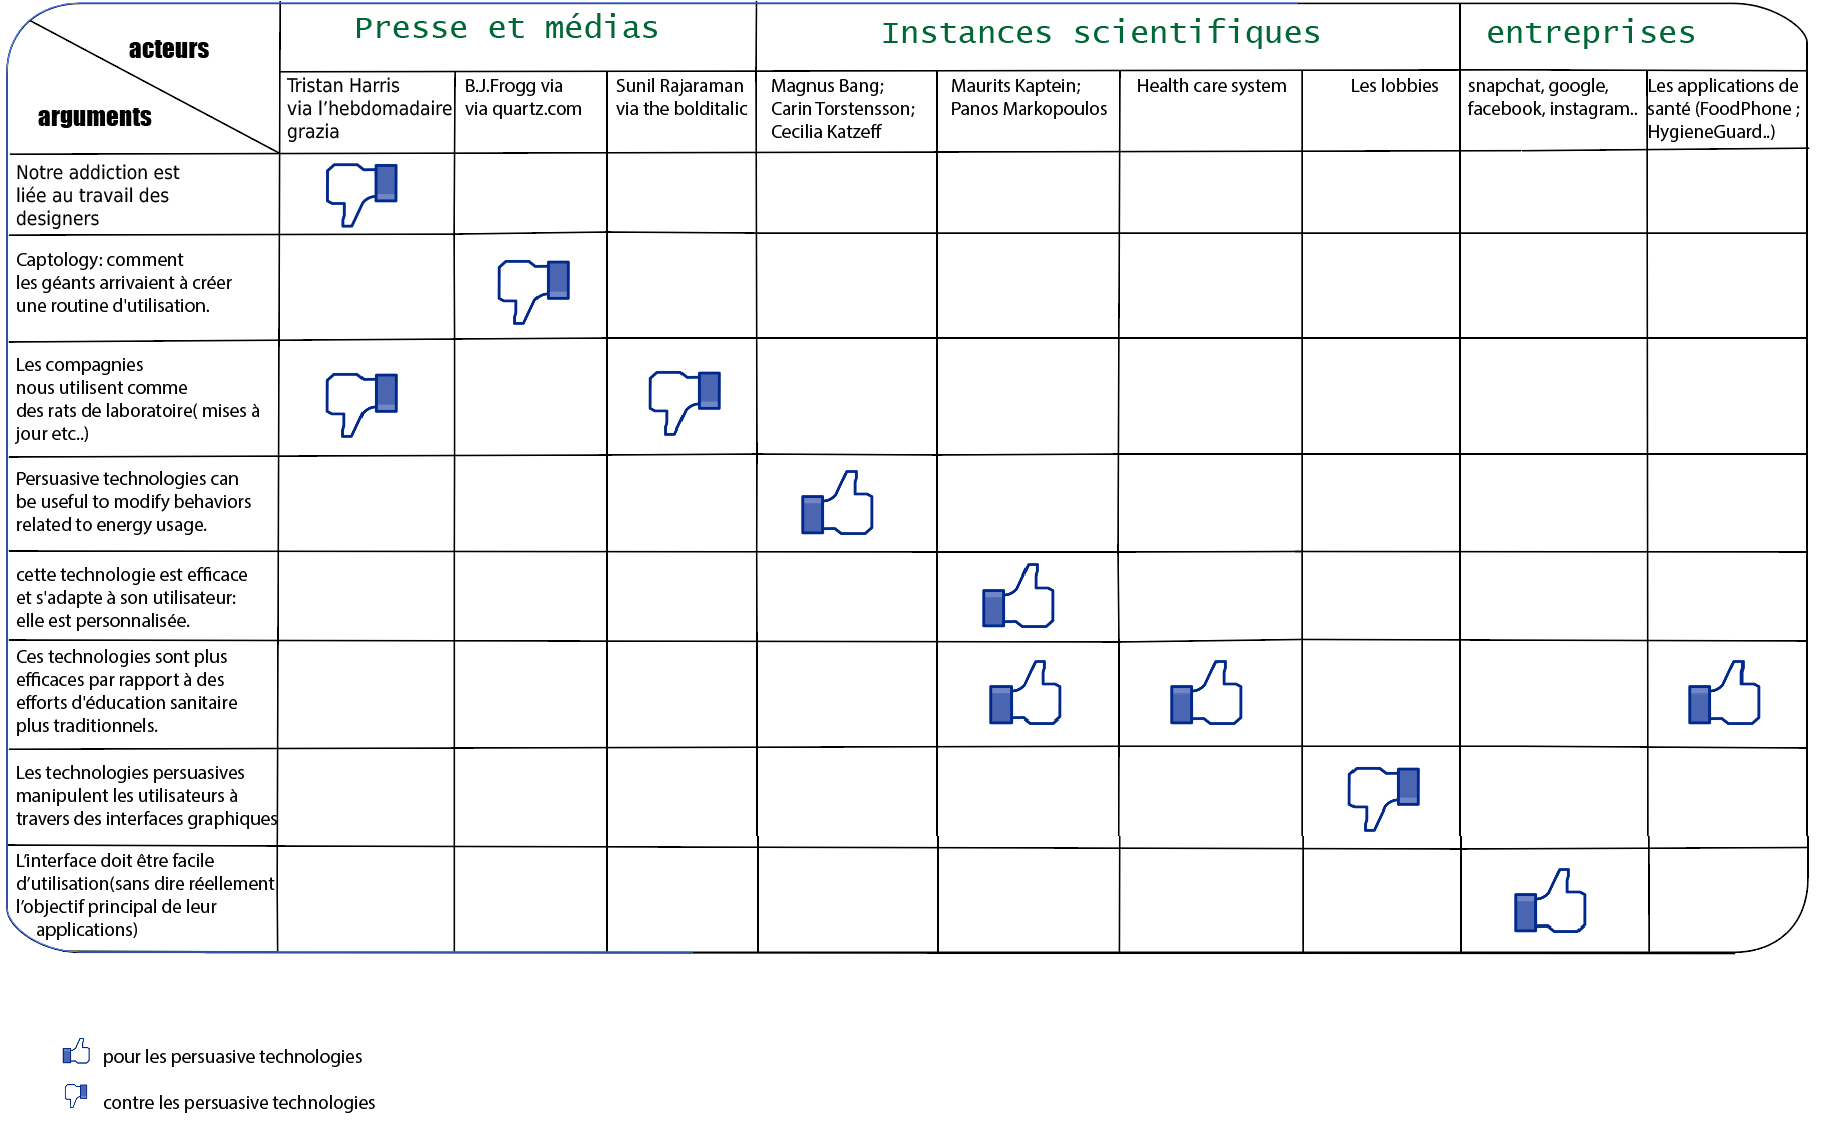 Presse et médias
Instances scientifiques
entreprises
acteurs
arguments
Tristan Harris
via l’hebdomadaire
grazia
B.J.Frogg via
via quartz.com
Sunil Rajaraman
via the bolditalic
Magnus Bang;
Carin Torstensson;
Cecilia Katzeff
Maurits Kaptein;
Panos Markopoulos
Health care system
Les lobbies
snapchat, google,
facebook, instagram..
Les applications de
santé (FoodPhone ;
HygieneGuard..)
Notre addiction est
liée au travail des
designers
Captology: comment
les géants arrivaient à créer
une routine d'utilisation.
Les compagnies
nous utilisent comme
des rats de laboratoire( mises à
jour etc..)
Persuasive technologies can
be useful to modify behaviors
related to energy usage.
cette technologie est efficace
et s'adapte à son utilisateur:
elle est personnalisée.
Ces technologies sont plus
efficaces par rapport à des
efforts d'éducation sanitaire
plus traditionnels.
Les technologies persuasives
manipulent les utilisateurs à
travers des interfaces graphiques
L’interface doit être facile
d’utilisation(sans dire réellement
l’objectif principal de leur
applications)
pour les persuasive technologies
contre les persuasive technologies